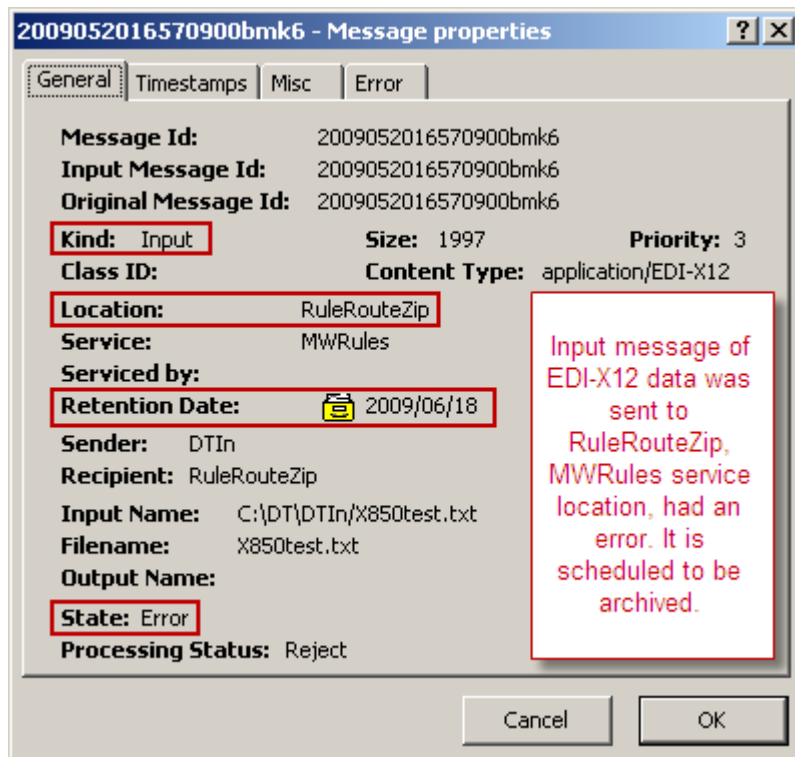 2009052016570900bmk6 - Message properties
General Timestamps Misc Error
Message Id: 2009052016570900bmk6
Input Message Id: 2009052016570900bmk6
Original Message Id: 2009052016570900bmk6
Kind: Input Size: 1997 Priority: 3
Class ID: Content Type: application/EDI-X12
Location: RuleRouteZip
Service: MWRules
Serviced by:
Retention Date: 2009/06/18
Sender: DTIn
Recipient: RuleRouteZip
Input Name: C:\DT\DTIn/X850test.txt
Filename: X850test.txt
Output Name:
State: Error
Processing Status: Reject
Input message of
EDI-X12 data was
sent to
RuleRouteZip,
MWRules service
location, had an
error. It is
scheduled to be
archived.
Cancel OK